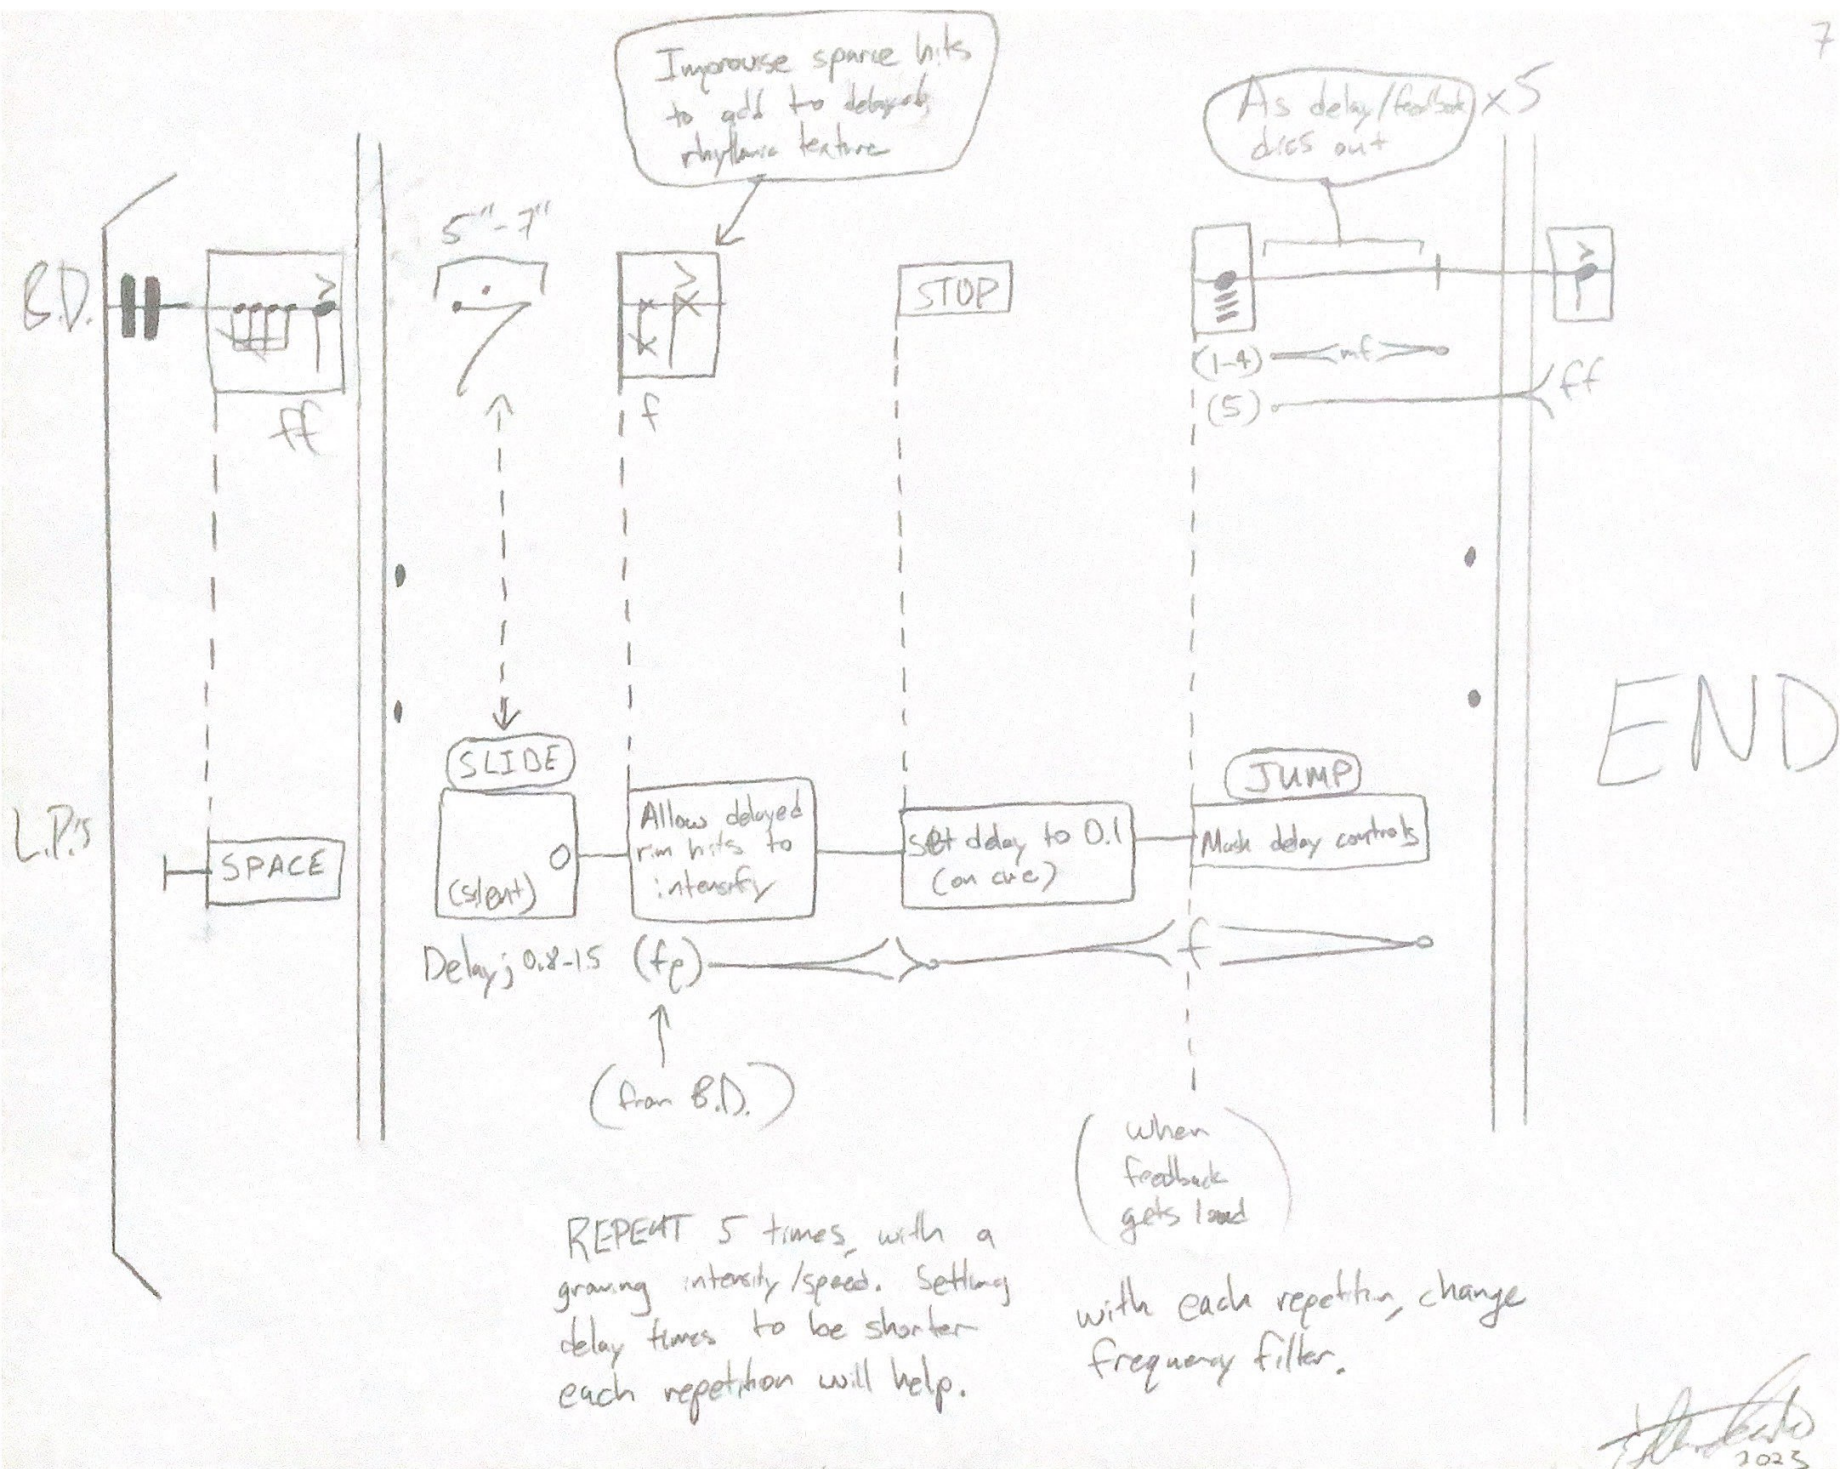 7
Improvise sparse hits
to add to delayed
rhythmic texture
As delay/feedback
dies out
x5
5"-7"
B.D.
STOP
ff
f
(1-4) mf
(5) ff
SLIDE
JUMP
END
L.P.'s
SPACE
(silent)
Allow delayed
rim hits to
intensify
Set delay to 0.1
(on cue)
Mash delay controls
Delay; 0.8-1.5
(fp)
f
(from B.D.)
(when
feedback
gets loud)
REPEAT 5 times, with a
growing intensity/speed. Setting
delay times to be shorter
each repetition will help.
with each repetition, change
frequency filter.
2023